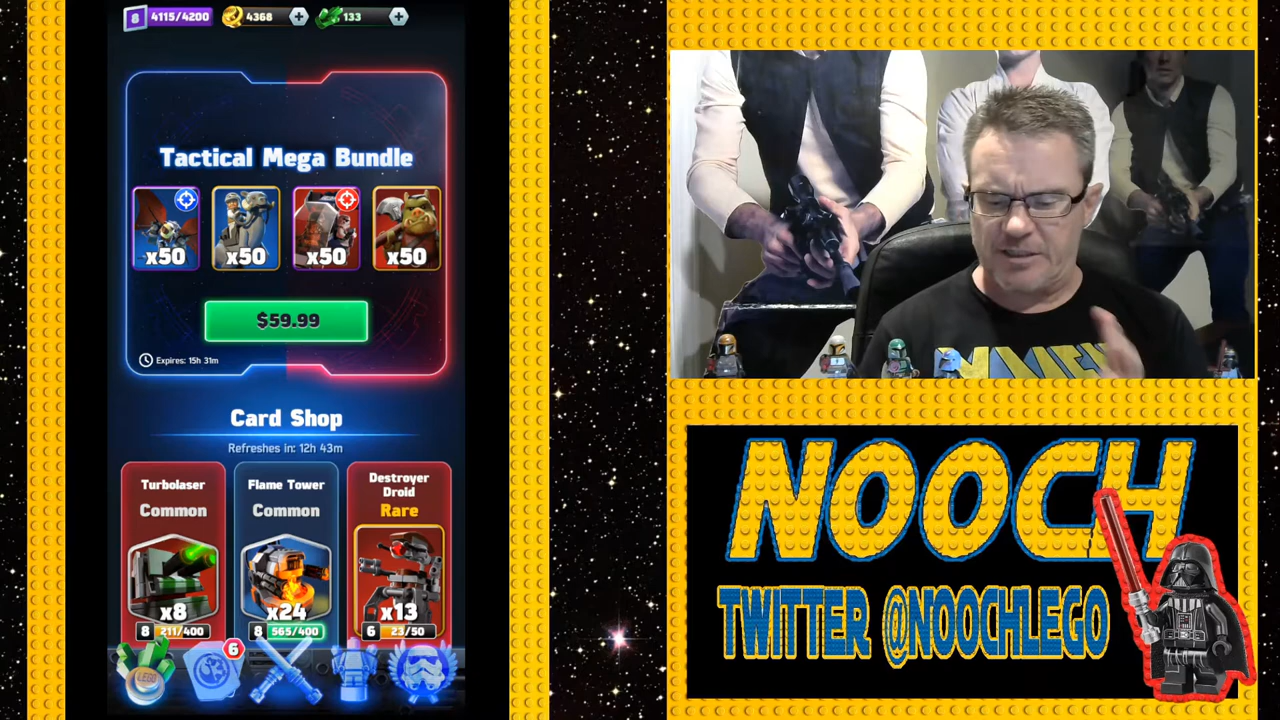 8 4115/4200 4368 133
Tactical Mega Bundle
x50 x50 x50 x50
$59.99
Expires: 15h 31m
Card Shop
Refreshes in: 12h 43m
Turbolaser
Common
x8
8 211/400
Flame Tower
Common
x24
8 565/400
Destroyer
Droid
Rare
x13
6 23/50
LEGO
6
NOOCH
TWITTER @NOOCHLEGO